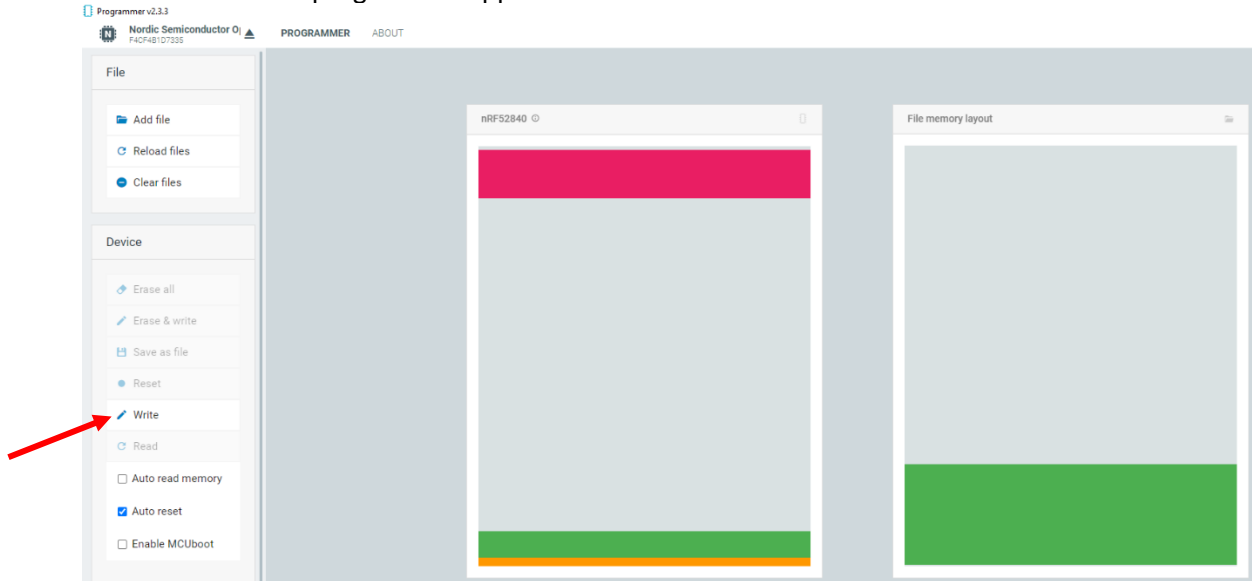 Programmer v2.3.3
Nordic Semiconductor O
F4CF4B1D7335
PROGRAMMER
ABOUT
File
Add file
Reload files
Clear files
Device
Erase all
Erase & write
Save as file
Reset
Write
Read
Auto read memory
Auto reset
Enable MCUboot
nRF52840
File memory layout